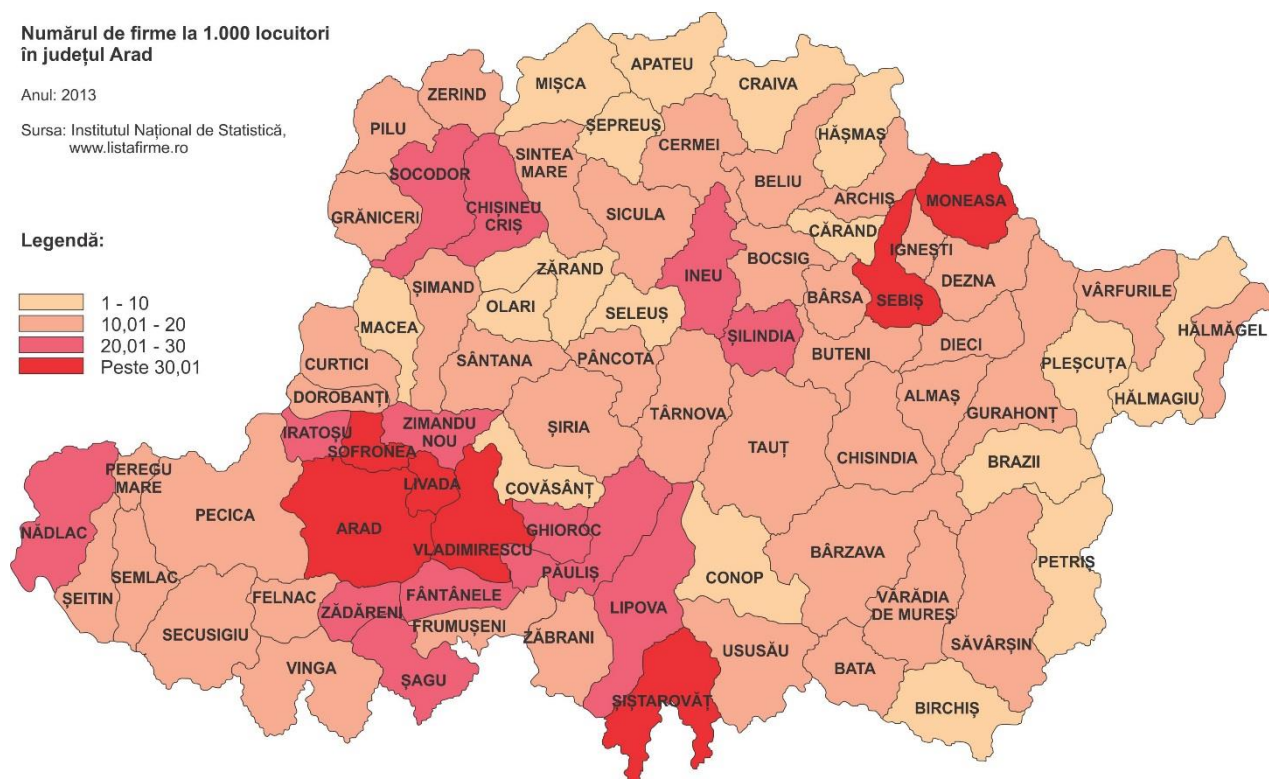 Numărul de firme la 1.000 locuitori
în județul Arad
Anul: 2013
Sursa: Institutul Național de Statistică,
www.listafirme.ro
Legendă:
1 - 10
10,01 - 20
20,01 - 30
Peste 30,01
ZERIND
MIȘCA
APATEU
CRAIVA
PILU
ȘEPREUȘ
CERMEI
HĂȘMAȘ
SOCODOR
SINTEA
MARE
BELIU
ARCHIȘ
MONEASA
GRĂNICERI
CHIȘINEU
CRIȘ
SICULA
CĂRAND
IGNEȘTI
BOCSIG
DEZNA
ȘIMAND
ZĂRAND
INEU
BÂRSA
SEBIȘ
VÂRFURILE
MACEA
OLARI
SELEUȘ
ȘILINDIA
HĂLMĂGEL
CURTICI
SÂNTANA
PÂNCOTA
BUTENI
DIECI
PLEȘCUȚA
DOROBANȚI
ALMAȘ
HĂLMAGIU
TÂRNOVA
GURAHONȚ
IRATOȘU
ZIMANDU
NOU
ȘIRIA
ȘOFRONEA
TAUȚ
CHISINDIA
BRAZII
PEREGU
MARE
LIVADA
COVĂSÂNȚ
PECICA
NĂDLAC
ARAD
GHIOROC
VLADIMIRESCU
BÂRZAVA
PETRIȘ
SEMLAC
PĂULIȘ
CONOP
ȘEITIN
FELNAC
FÂNTÂNELE
VĂRĂDIA
DE MUREȘ
ZĂDĂRENI
LIPOVA
SECUSIGIU
FRUMUȘENI
ZĂBRANI
SĂVÂRȘIN
USUSĂU
VINGA
BATA
ȘAGU
ȘIȘTAROVĂȚ
BIRCHIȘ